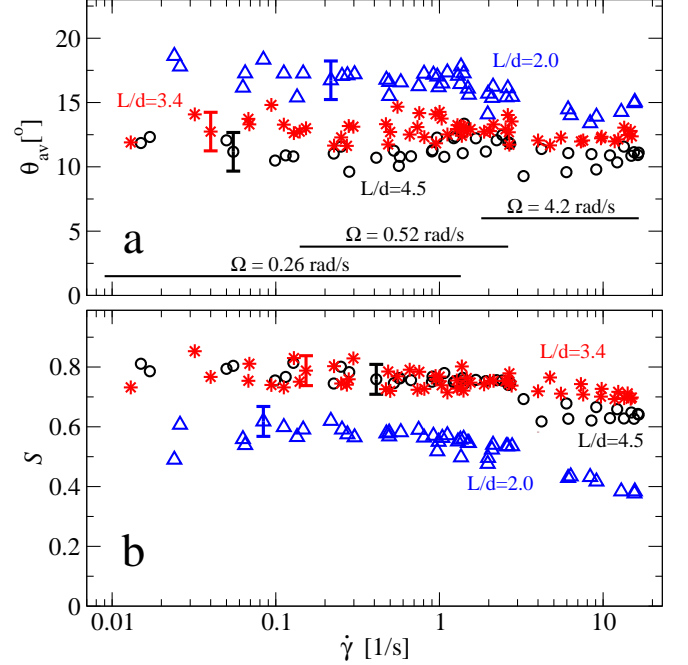 20
15
10
5
0
θav[°]
L/d=2.0
L/d=3.4
L/d=4.5
Ω = 4.2 rad/s
Ω = 0.52 rad/s
Ω = 0.26 rad/s
a
0.8
0.6
0.4
0.2
0
S
L/d=3.4
L/d=4.5
L/d=2.0
b
0.01 0.1 1 10
γ̇ [1/s]